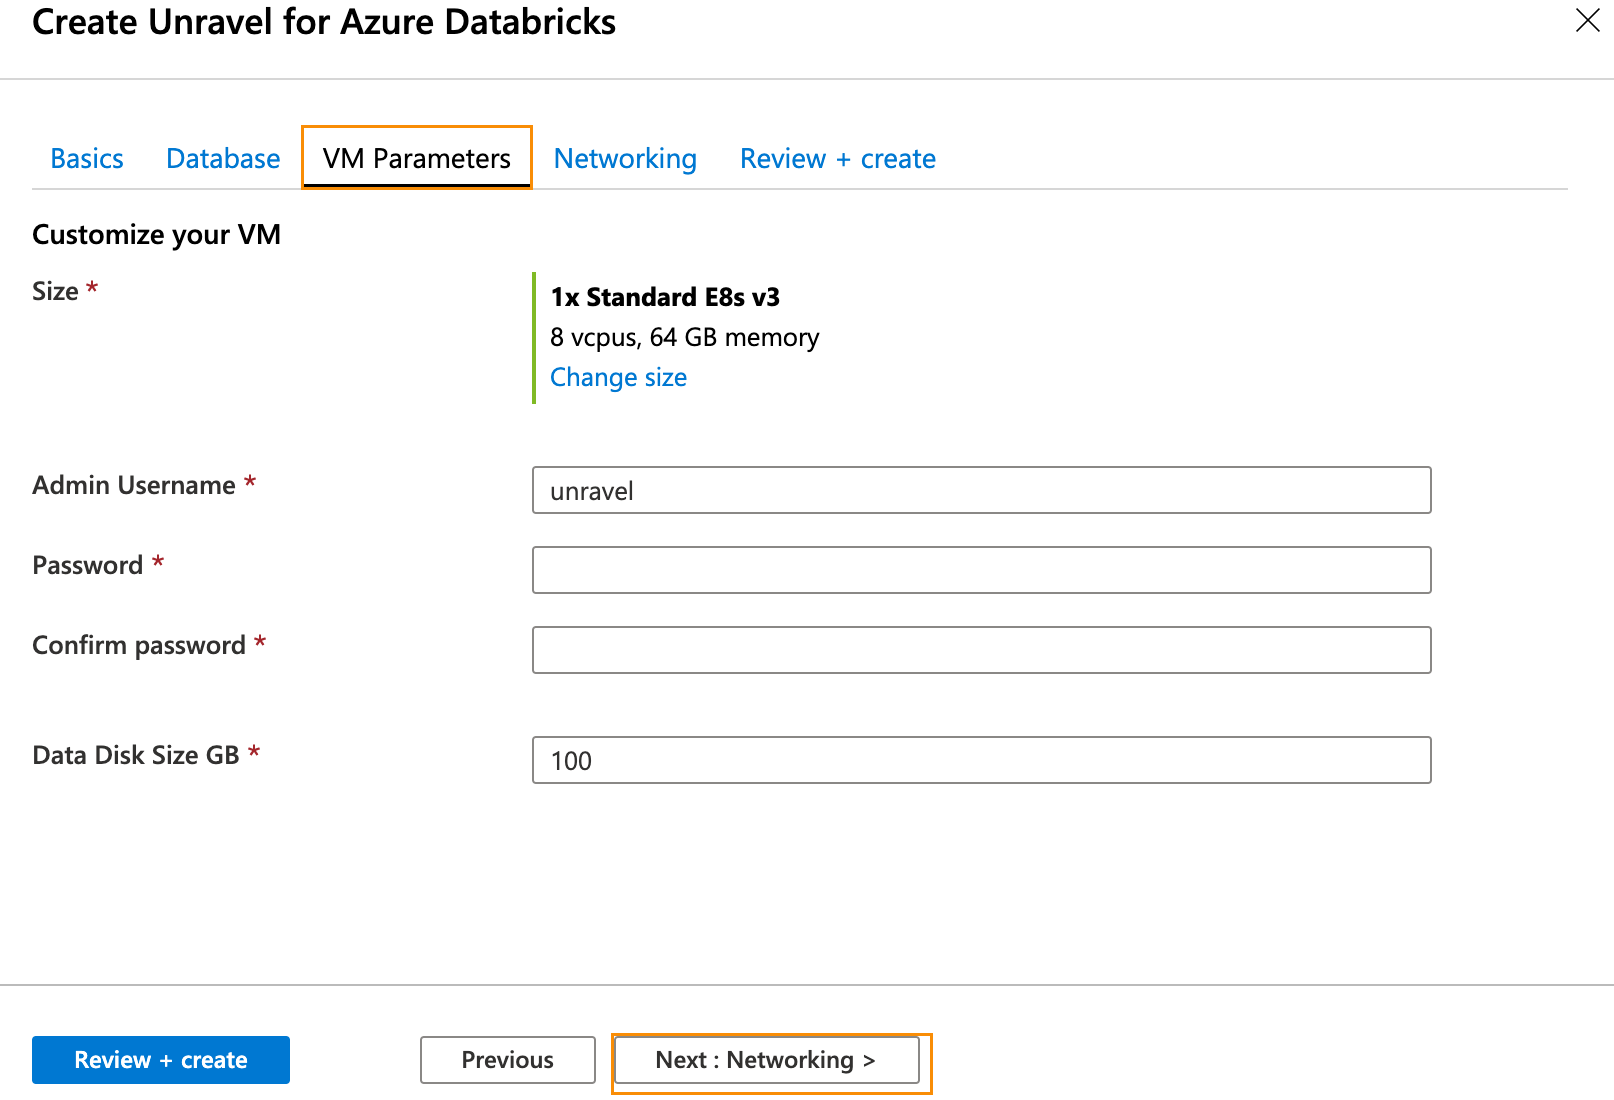 Create Unravel for Azure Databricks
Basics Database VM Parameters Networking Review + create
Customize your VM
Size *
1x Standard E8s v3
8 vcpus, 64 GB memory
Change size
Admin Username *
unravel
Password *
Confirm password *
Data Disk Size GB *
100
Review + create Previous Next : Networking >